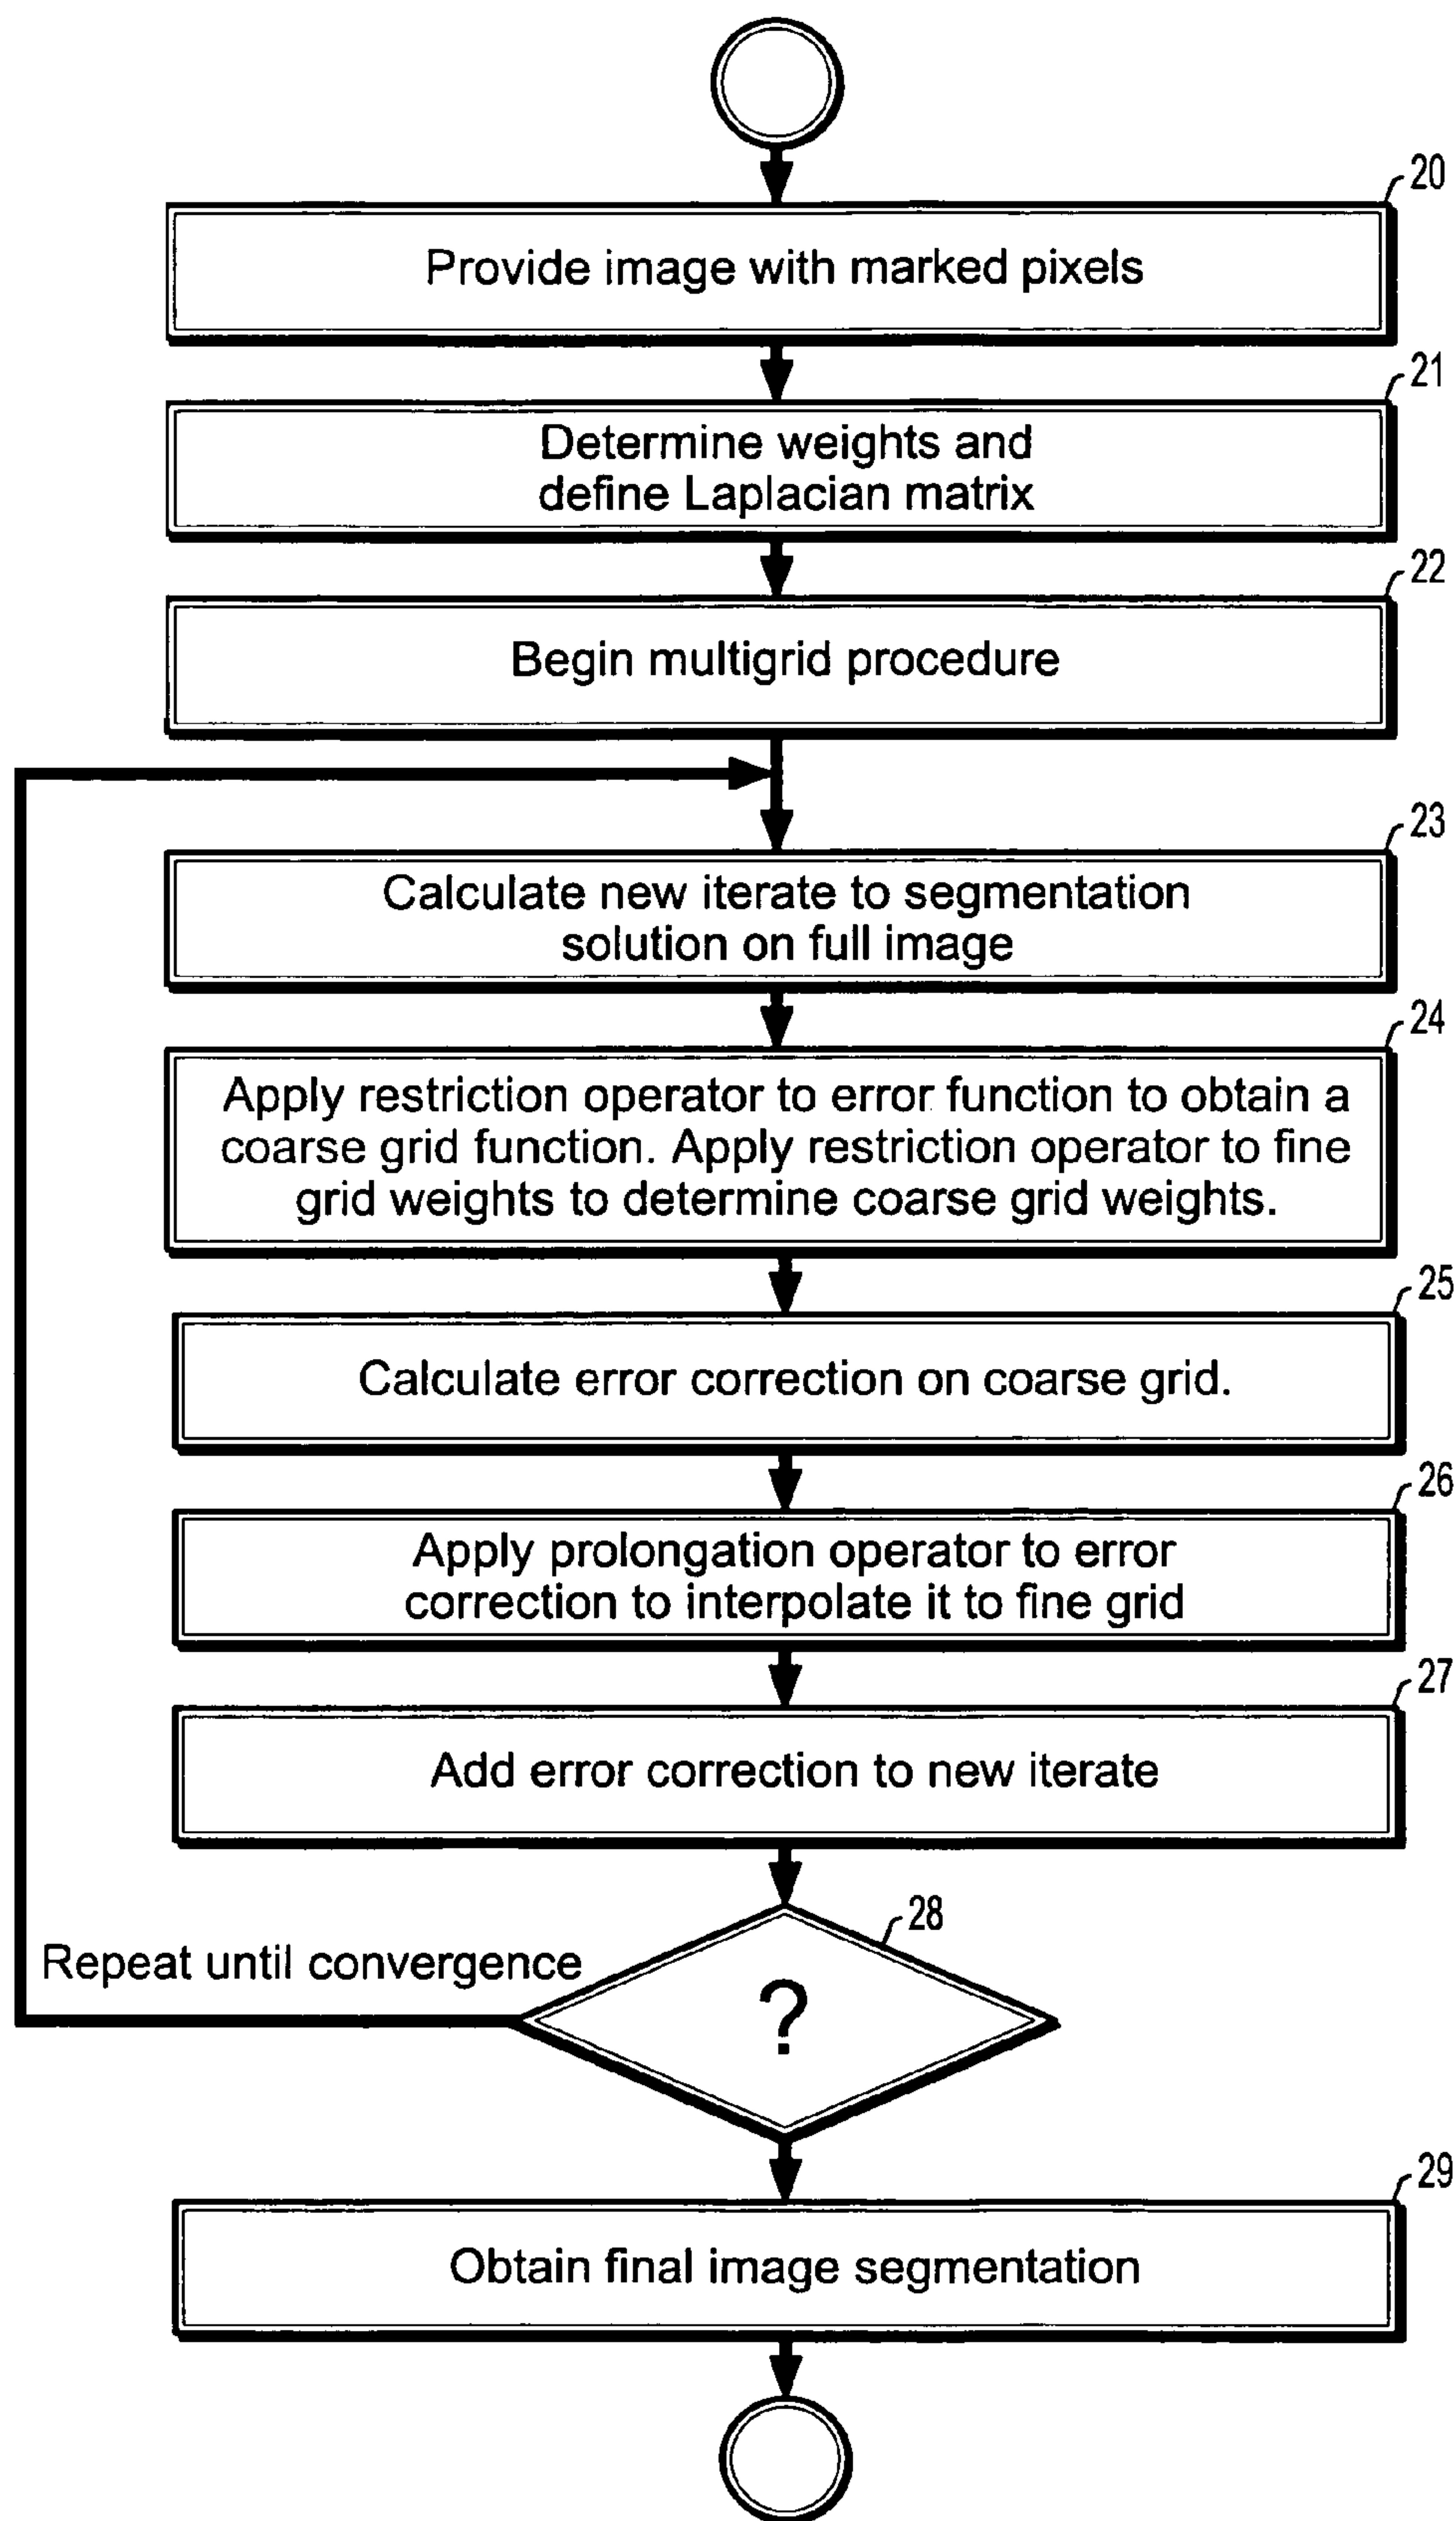 20
Provide image with marked pixels
21
Determine weights and
define Laplacian matrix
22
Begin multigrid procedure
23
Calculate new iterate to segmentation
solution on full image
24
Apply restriction operator to error function to obtain a
coarse grid function. Apply restriction operator to fine
grid weights to determine coarse grid weights.
25
Calculate error correction on coarse grid.
26
Apply prolongation operator to error
correction to interpolate it to fine grid
27
Add error correction to new iterate
28
Repeat until convergence
?
29
Obtain final image segmentation